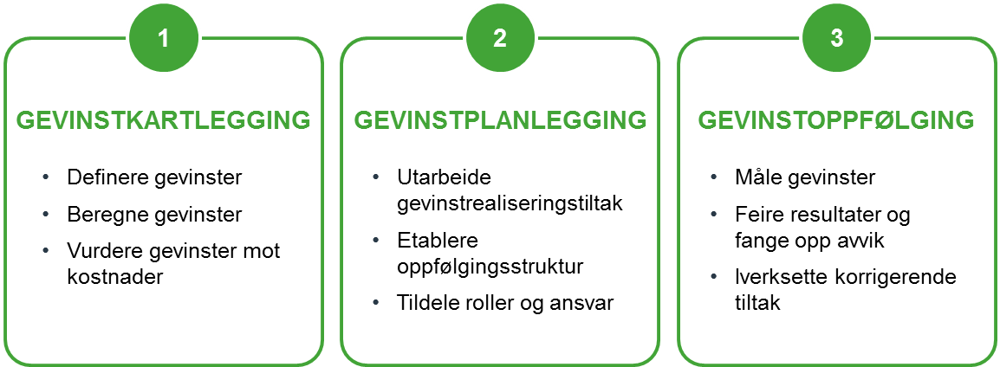 1
GEVINSTKARTLEGGING
• Definere gevinster
• Beregne gevinster
• Vurdere gevinster mot
kostnader
2
GEVINSTPLANLEGGING
• Utarbeide
gevinstrealiseringstiltak
• Etablere
oppfølgingsstruktur
• Tildele roller og ansvar
3
GEVINSTOPPFØLGING
• Måle gevinster
• Feire resultater og
fange opp avvik
• Iverksette korrigerende
tiltak